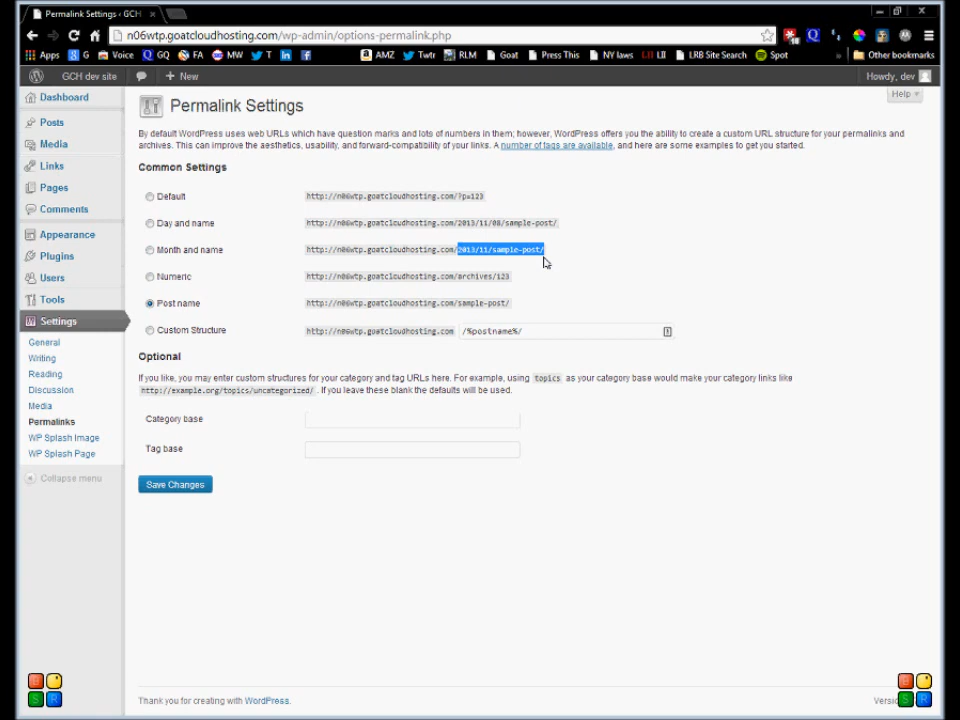 Permalink Settings ‹ GCH
n06wtp.goatcloudhosting.com/wp-admin/options-permalink.php
Apps G Voice GQ FA MW T AMZ Twtr RLM Goat Press This NY laws LII LRB Site Search Spot » Other bookmarks
GCH dev site + New Howdy, dev
Dashboard
Posts
Media
Links
Pages
Comments
Appearance
Plugins
Users
Tools
Settings
General
Writing
Reading
Discussion
Media
Permalinks
WP Splash Image
WP Splash Page
Collapse menu
Help
Permalink Settings
By default WordPress uses web URLs which have question marks and lots of numbers in them; however, WordPress offers you the ability to create a custom URL structure for your permalinks and
archives. This can improve the aesthetics, usability, and forward-compatibility of your links. A number of tags are available, and here are some examples to get you started.
Common Settings
Default http://n06wtp.goatcloudhosting.com/?p=123
Day and name http://n06wtp.goatcloudhosting.com/2013/11/08/sample-post/
Month and name http://n06wtp.goatcloudhosting.com/2013/11/sample-post/
Numeric http://n06wtp.goatcloudhosting.com/archives/123
Post name http://n06wtp.goatcloudhosting.com/sample-post/
Custom Structure http://n06wtp.goatcloudhosting.com /%postname%/
Optional
If you like, you may enter custom structures for your category and tag URLs here. For example, using topics as your category base would make your category links like
http://example.org/topics/uncategorized/ . If you leave these blank the defaults will be used.
Category base
Tag base
Save Changes
Thank you for creating with WordPress.
S R
S R